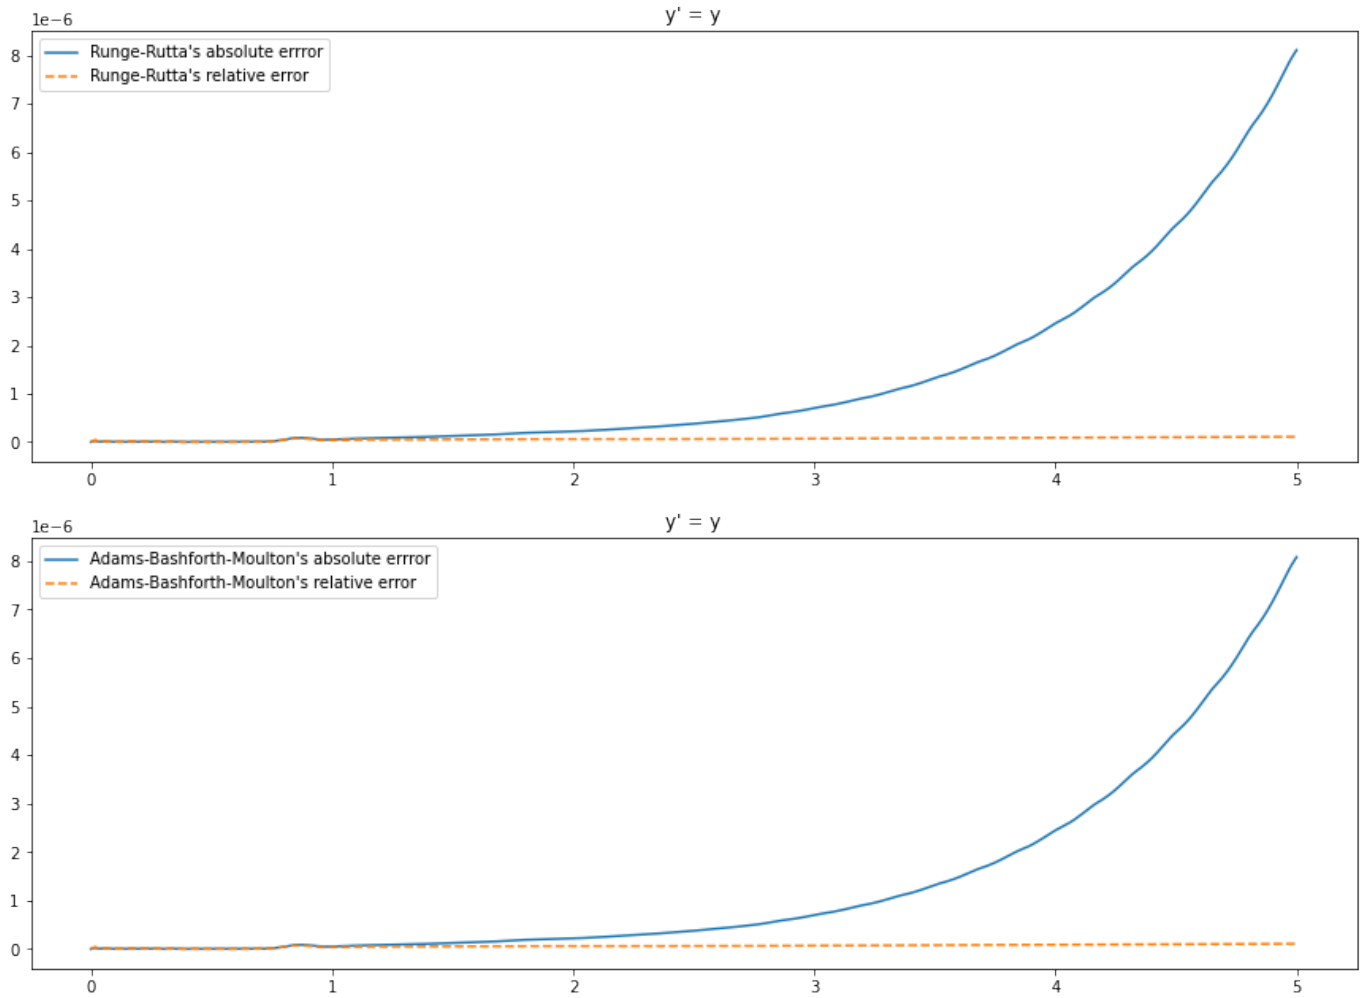 y' = y
1e−6
Runge-Rutta's absolute errror
Runge-Rutta's relative error
8
7
6
5
4
3
2
1
0
0 1 2 3 4 5
y' = y
1e−6
Adams-Bashforth-Moulton's absolute errror
Adams-Bashforth-Moulton's relative error
8
7
6
5
4
3
2
1
0
0 1 2 3 4 5